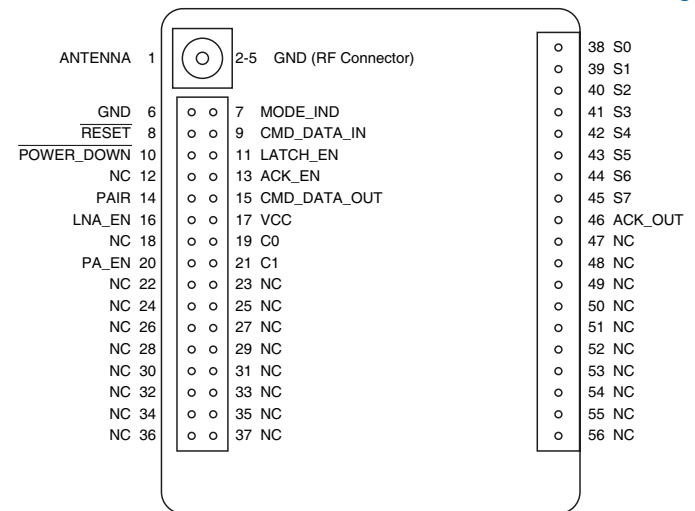 ANTENNA 1 2-5 GND (RF Connector) 38 S0
39 S1
40 S2
GND 6 7 MODE_IND 41 S3
RESET 8 9 CMD_DATA_IN 42 S4
POWER_DOWN 10 11 LATCH_EN 43 S5
NC 12 13 ACK_EN 44 S6
PAIR 14 15 CMD_DATA_OUT 45 S7
LNA_EN 16 17 VCC 46 ACK_OUT
NC 18 19 C0 47 NC
PA_EN 20 21 C1 48 NC
NC 22 23 NC 49 NC
NC 24 25 NC 50 NC
NC 26 27 NC 51 NC
NC 28 29 NC 52 NC
NC 30 31 NC 53 NC
NC 32 33 NC 54 NC
NC 34 35 NC 55 NC
NC 36 37 NC 56 NC